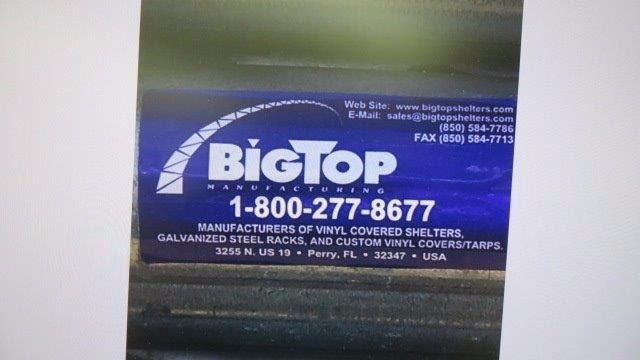 Web Site: www.bigtopshelters.com
E-Mail: sales@bigtopshelters.com
(850) 584-7786
FAX (850) 584-7713
BIGTOP
MANUFACTURING
1-800-277-8677
MANUFACTURERS OF VINYL COVERED SHELTERS,
GALVANIZED STEEL RACKS, AND CUSTOM VINYL COVERS/TARPS.
3255 N. US 19 • Perry, FL • 32347 • USA